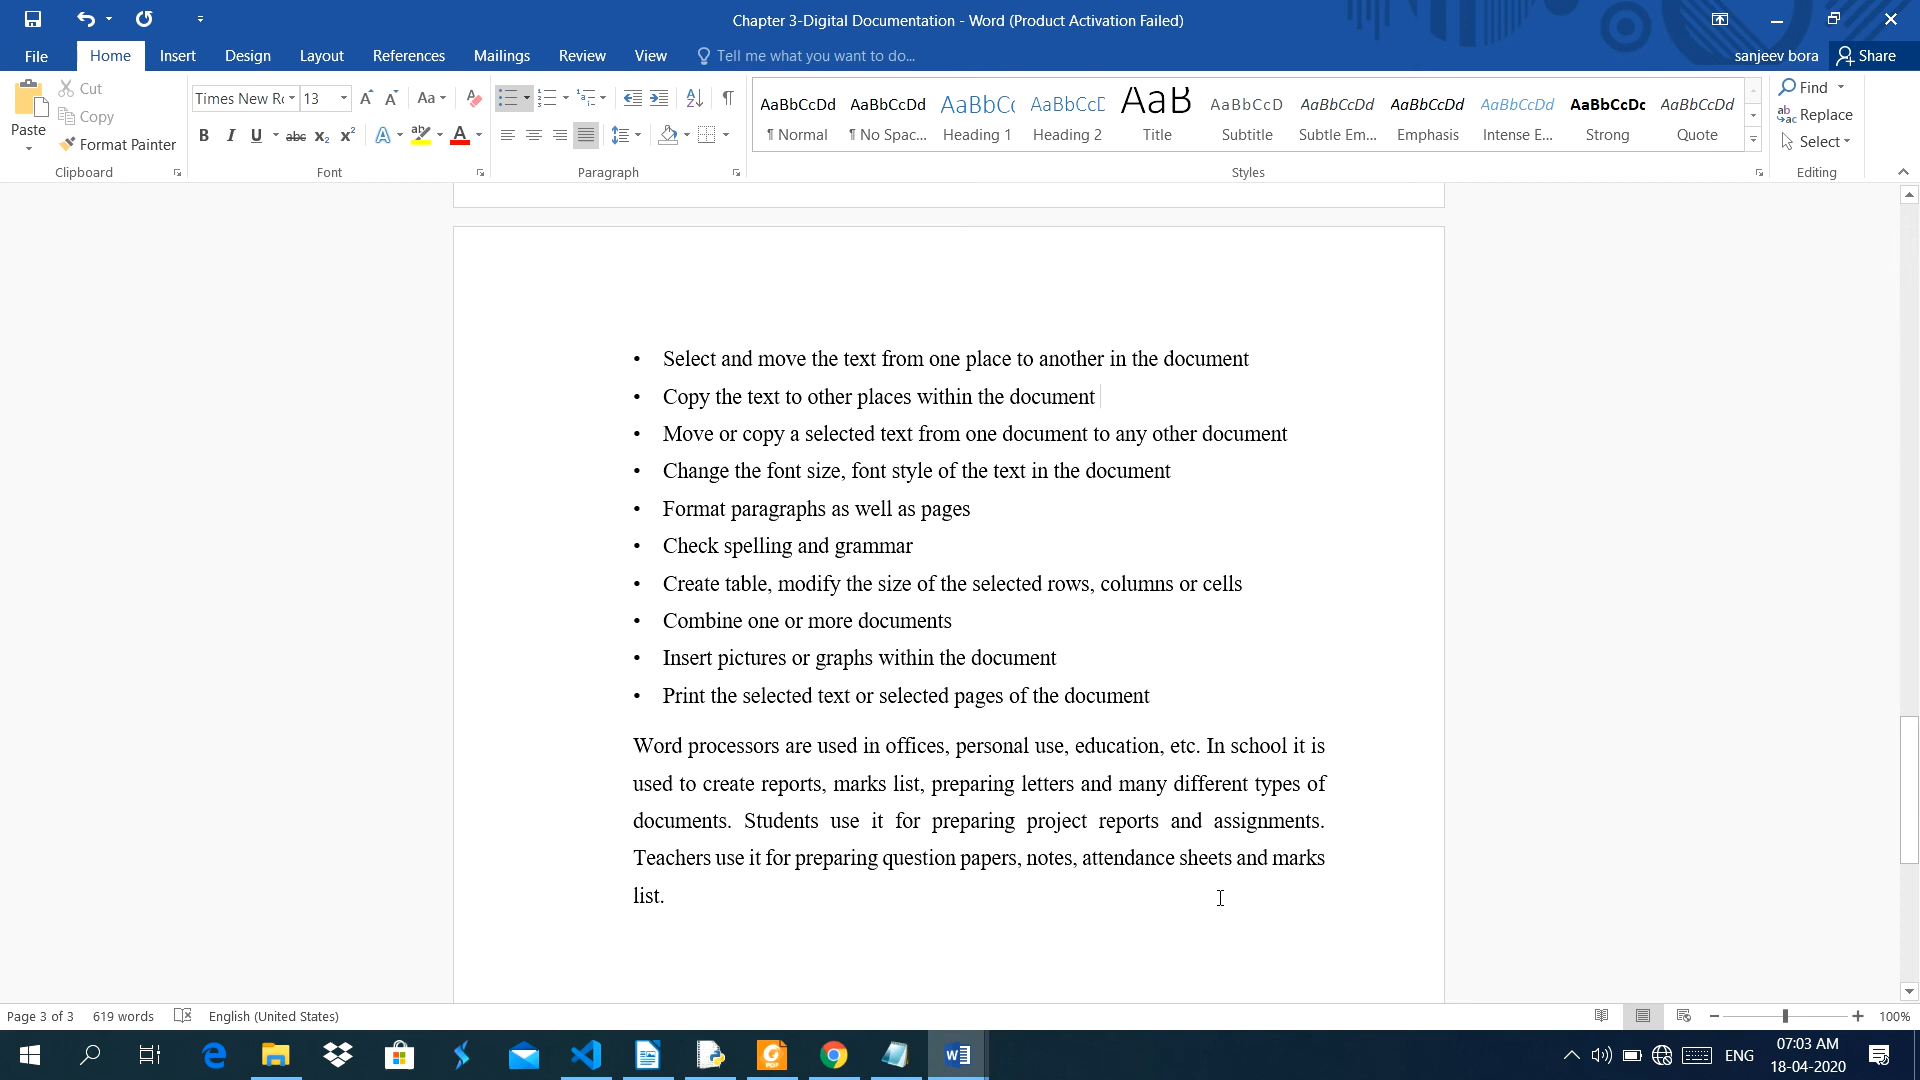 Chapter 3-Digital Documentation - Word (Product Activation Failed)
File Home Insert Design Layout References Mailings Review View Tell me what you want to do... sanjeev bora Share
Paste
Cut
Copy
Format Painter
Clipboard
Times New Ro 13
A A Aa
B I U abc x2 x2 A ab A
Font
Paragraph
AaBbCcDd AaBbCcDd AaBbCc AaBbCcE AaB AaBbCcD AaBbCcDd AaBbCcDd AaBbCcDd AaBbCcDc AaBbCcDd
¶ Normal ¶ No Spac... Heading 1 Heading 2 Title Subtitle Subtle Em... Emphasis Intense E... Strong Quote
Styles
Find
Replace
Select
Editing
• Select and move the text from one place to another in the document
• Copy the text to other places within the document
• Move or copy a selected text from one document to any other document
• Change the font size, font style of the text in the document
• Format paragraphs as well as pages
• Check spelling and grammar
• Create table, modify the size of the selected rows, columns or cells
• Combine one or more documents
• Insert pictures or graphs within the document
• Print the selected text or selected pages of the document
Word processors are used in offices, personal use, education, etc. In school it is
used to create reports, marks list, preparing letters and many different types of
documents. Students use it for preparing project reports and assignments.
Teachers use it for preparing question papers, notes, attendance sheets and marks
list.
Page 3 of 3 619 words English (United States) 100%
ENG 07:03 AM
18-04-2020